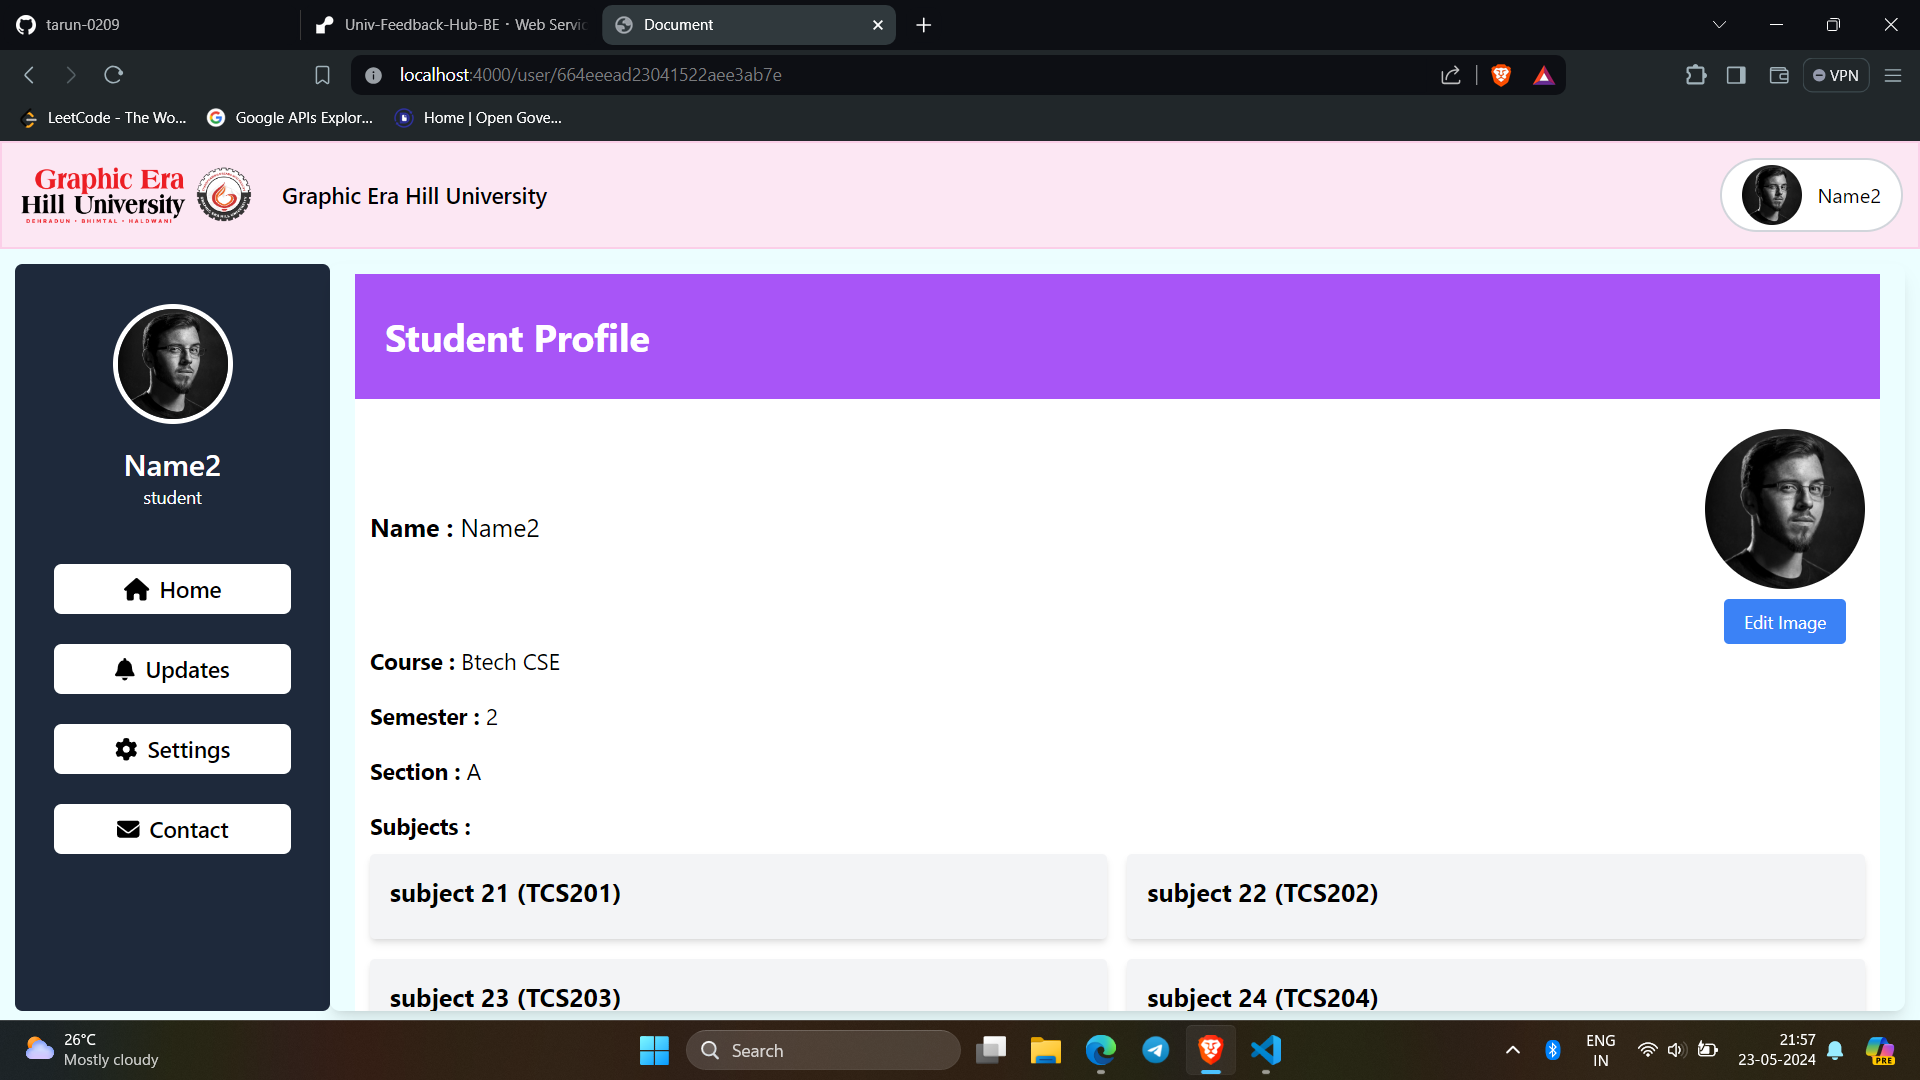 tarun-0209
Univ-Feedback-Hub-BE · Web Servic
Document
localhost:4000/user/664eeead23041522aee3ab7e
VPN
LeetCode - The Wo...
Google APIs Explor...
Home | Open Gove...
Graphic Era
Hill University
DEHRADUN • BHIMTAL • HALDWANI
Graphic Era Hill University
Name2
Name2
student
Home
Updates
Settings
Contact
Student Profile
Name : Name2
Edit Image
Course : Btech CSE
Semester : 2
Section : A
Subjects :
subject 21 (TCS201)
subject 22 (TCS202)
subject 23 (TCS203)
subject 24 (TCS204)
26°C
Mostly cloudy
Search
ENG
IN
21:57
23-05-2024
PRE